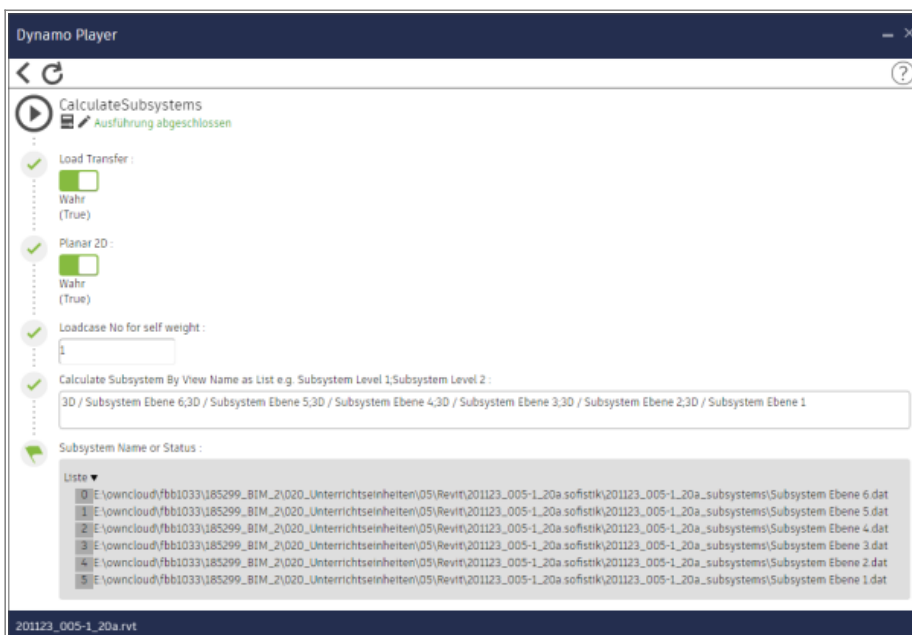 Dynamo Player
?
CalculateSubsystems
Ausführung abgeschlossen
Load Transfer :
Wahr
(True)
Planar 2D :
Wahr
(True)
Loadcase No for self weight :
1
Calculate Subsystem By View Name as List e.g. Subsystem Level 1;Subsystem Level 2 :
3D / Subsystem Ebene 6;3D / Subsystem Ebene 5;3D / Subsystem Ebene 4;3D / Subsystem Ebene 3;3D / Subsystem Ebene 2;3D / Subsystem Ebene 1
Subsystem Name or Status :
Liste ▼
0 E:\owncloud\fbb1033\185299_BIM_2\020_Unterrichtseinheiten\05\Revit\201123_005-1_20a.sofistik\201123_005-1_20a_subsystems\Subsystem Ebene 6.dat
1 E:\owncloud\fbb1033\185299_BIM_2\020_Unterrichtseinheiten\05\Revit\201123_005-1_20a.sofistik\201123_005-1_20a_subsystems\Subsystem Ebene 5.dat
2 E:\owncloud\fbb1033\185299_BIM_2\020_Unterrichtseinheiten\05\Revit\201123_005-1_20a.sofistik\201123_005-1_20a_subsystems\Subsystem Ebene 4.dat
3 E:\owncloud\fbb1033\185299_BIM_2\020_Unterrichtseinheiten\05\Revit\201123_005-1_20a.sofistik\201123_005-1_20a_subsystems\Subsystem Ebene 3.dat
4 E:\owncloud\fbb1033\185299_BIM_2\020_Unterrichtseinheiten\05\Revit\201123_005-1_20a.sofistik\201123_005-1_20a_subsystems\Subsystem Ebene 2.dat
5 E:\owncloud\fbb1033\185299_BIM_2\020_Unterrichtseinheiten\05\Revit\201123_005-1_20a.sofistik\201123_005-1_20a_subsystems\Subsystem Ebene 1.dat
201123_005-1_20a.rvt